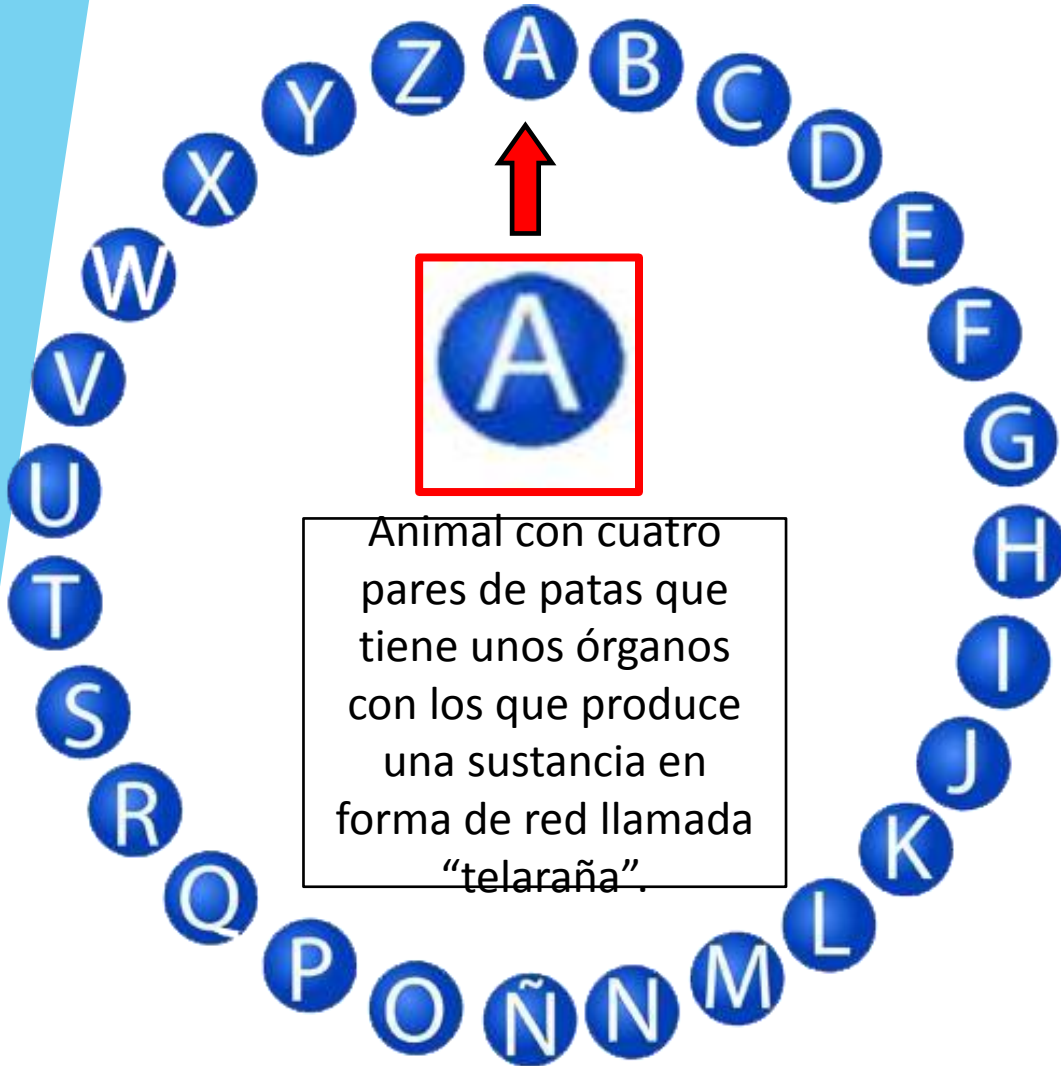 A
B
C
D
E
F
G
H
I
J
K
L
M
N
Ñ
O
P
Q
R
S
T
U
V
W
X
Y
Z
A
Animal con cuatro
pares de patas que
tiene unos órganos
con los que produce
una sustancia en
forma de red llamada
“telaraña”.